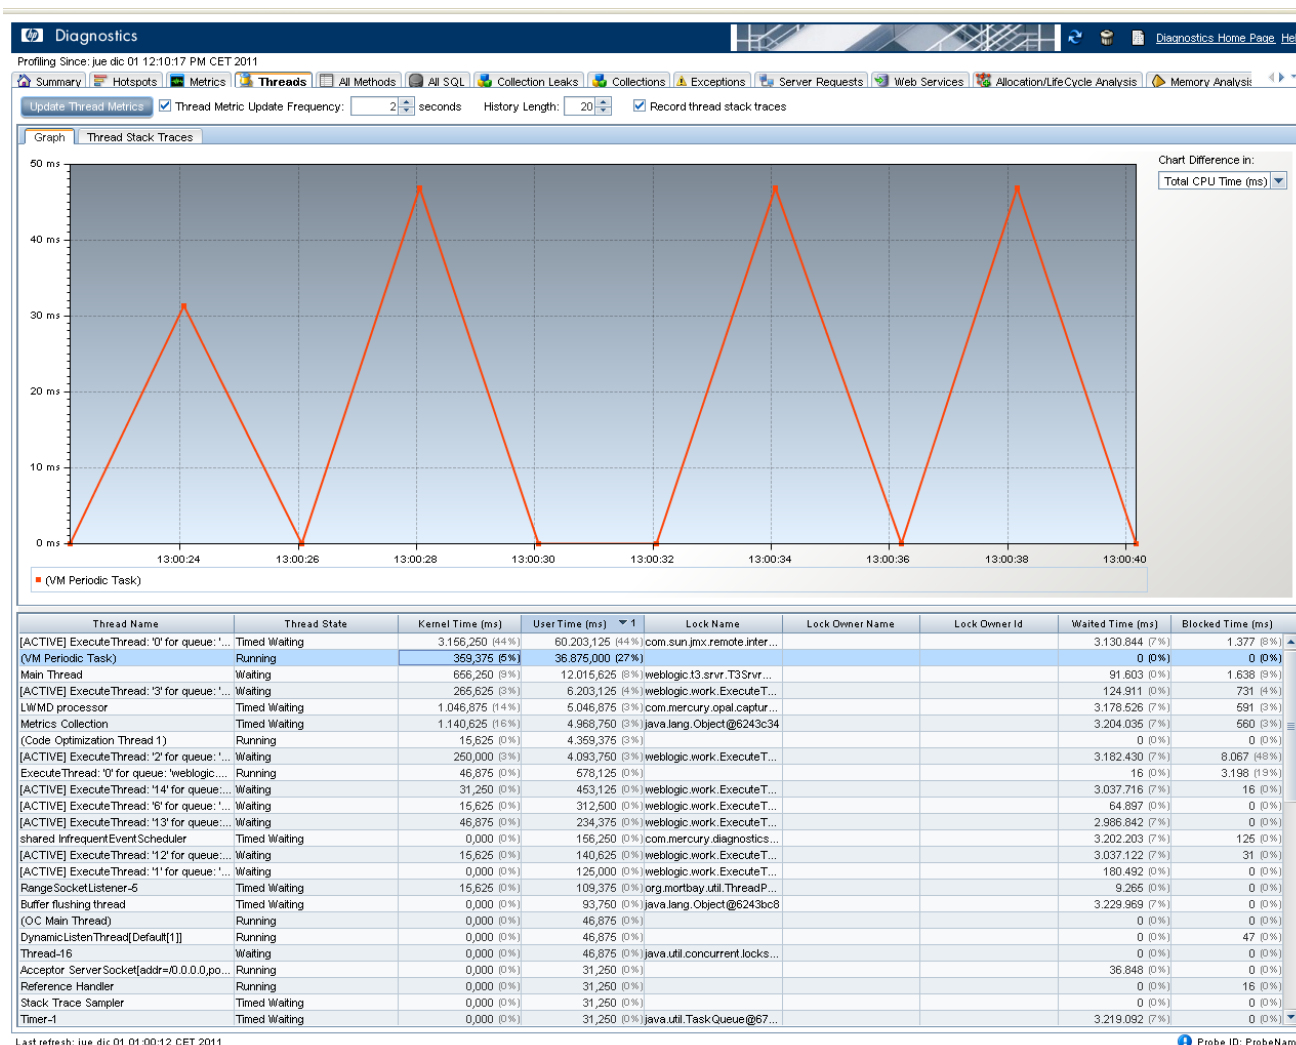 hp Diagnostics Diagnostics Home Page Hel
Profiling Since: jue dic 01 12:10:17 PM CET 2011
Summary Hotspots Metrics Threads All Methods All SQL Collection Leaks Collections Exceptions Server Requests Web Services Allocation/LifeCycle Analysis Memory Analysis
Update Thread Metrics Thread Metric Update Frequency: 2 seconds History Length: 20 Record thread stack traces
Graph Thread Stack Traces
50 ms
40 ms
30 ms
20 ms
10 ms
0 ms
Chart Difference in:
Total CPU Time (ms)
13:00:24 13:00:26 13:00:28 13:00:30 13:00:32 13:00:34 13:00:36 13:00:38 13:00:40
(VM Periodic Task)
Thread Name Thread State Kernel Time (ms) User Time (ms) 1 Lock Name Lock Owner Name Lock Owner Id Waited Time (ms) Blocked Time (ms)
[ACTIVE] ExecuteThread: '0' for queue: '... Timed Waiting 3.156,250 (44%) 60.203,125 (44%) com.sun.jmx.remote.inter... 3.130.844 (7%) 1.377 (8%)
(VM Periodic Task) Running 359,375 (5%) 36.875,000 (27%) 0 (0%) 0 (0%)
Main Thread Waiting 656,250 (9%) 12.015,625 (8%) weblogic.t3.srvr.T3Srvr... 91.603 (0%) 1.638 (9%)
[ACTIVE] ExecuteThread: '3' for queue: '... Waiting 265,625 (3%) 6.203,125 (4%) weblogic.work.ExecuteT... 124.911 (0%) 731 (4%)
LWMD processor Timed Waiting 1.046,875 (14%) 5.046,875 (3%) com.mercury.opal.captur... 3.178.526 (7%) 591 (3%)
Metrics Collection Timed Waiting 1.140,625 (16%) 4.968,750 (3%) java.lang.Object@6243c34 3.204.035 (7%) 560 (3%)
(Code Optimization Thread 1) Running 15,625 (0%) 4.359,375 (3%) 0 (0%) 0 (0%)
[ACTIVE] ExecuteThread: '2' for queue: '... Waiting 250,000 (3%) 4.093,750 (3%) weblogic.work.ExecuteT... 3.182.430 (7%) 8.067 (48%)
ExecuteThread: '0' for queue: 'weblogic.... Running 46,875 (0%) 578,125 (0%) 16 (0%) 3.198 (19%)
[ACTIVE] ExecuteThread: '14' for queue:... Waiting 31,250 (0%) 453,125 (0%) weblogic.work.ExecuteT... 3.037.716 (7%) 16 (0%)
[ACTIVE] ExecuteThread: '6' for queue: '... Waiting 15,625 (0%) 312,500 (0%) weblogic.work.ExecuteT... 64.897 (0%) 0 (0%)
[ACTIVE] ExecuteThread: '13' for queue:... Waiting 46,875 (0%) 234,375 (0%) weblogic.work.ExecuteT... 2.986.842 (7%) 0 (0%)
shared InfrequentEventScheduler Timed Waiting 0,000 (0%) 156,250 (0%) com.mercury.diagnostics... 3.202.203 (7%) 125 (0%)
[ACTIVE] ExecuteThread: '12' for queue:... Waiting 15,625 (0%) 140,625 (0%) weblogic.work.ExecuteT... 3.037.122 (7%) 31 (0%)
[ACTIVE] ExecuteThread: '1' for queue: '... Waiting 0,000 (0%) 125,000 (0%) weblogic.work.ExecuteT... 180.492 (0%) 0 (0%)
RangeSocketListener-5 Timed Waiting 15,625 (0%) 109,375 (0%) org.mortbay.util.ThreadP... 9.265 (0%) 0 (0%)
Buffer flushing thread Timed Waiting 0,000 (0%) 93,750 (0%) java.lang.Object@6243bc8 3.229.969 (7%) 0 (0%)
(OC Main Thread) Running 0,000 (0%) 46,875 (0%) 0 (0%) 0 (0%)
DynamicListenThread[Default[1]] Running 0,000 (0%) 46,875 (0%) 0 (0%) 47 (0%)
Thread-16 Waiting 0,000 (0%) 46,875 (0%) java.util.concurrent.locks... 0 (0%) 0 (0%)
Acceptor ServerSocket[addr=/0.0.0.0,po... Running 0,000 (0%) 31,250 (0%) 36.848 (0%) 0 (0%)
Reference Handler Running 0,000 (0%) 31,250 (0%) 0 (0%) 16 (0%)
Stack Trace Sampler Timed Waiting 0,000 (0%) 31,250 (0%) 0 (0%) 0 (0%)
Timer-1 Timed Waiting 0,000 (0%) 31,250 (0%) java.util.TaskQueue@67... 3.219.092 (7%) 0 (0%)
Last refresh: jue dic 01 01:00:12 CET 2011 Probe ID: ProbeNam